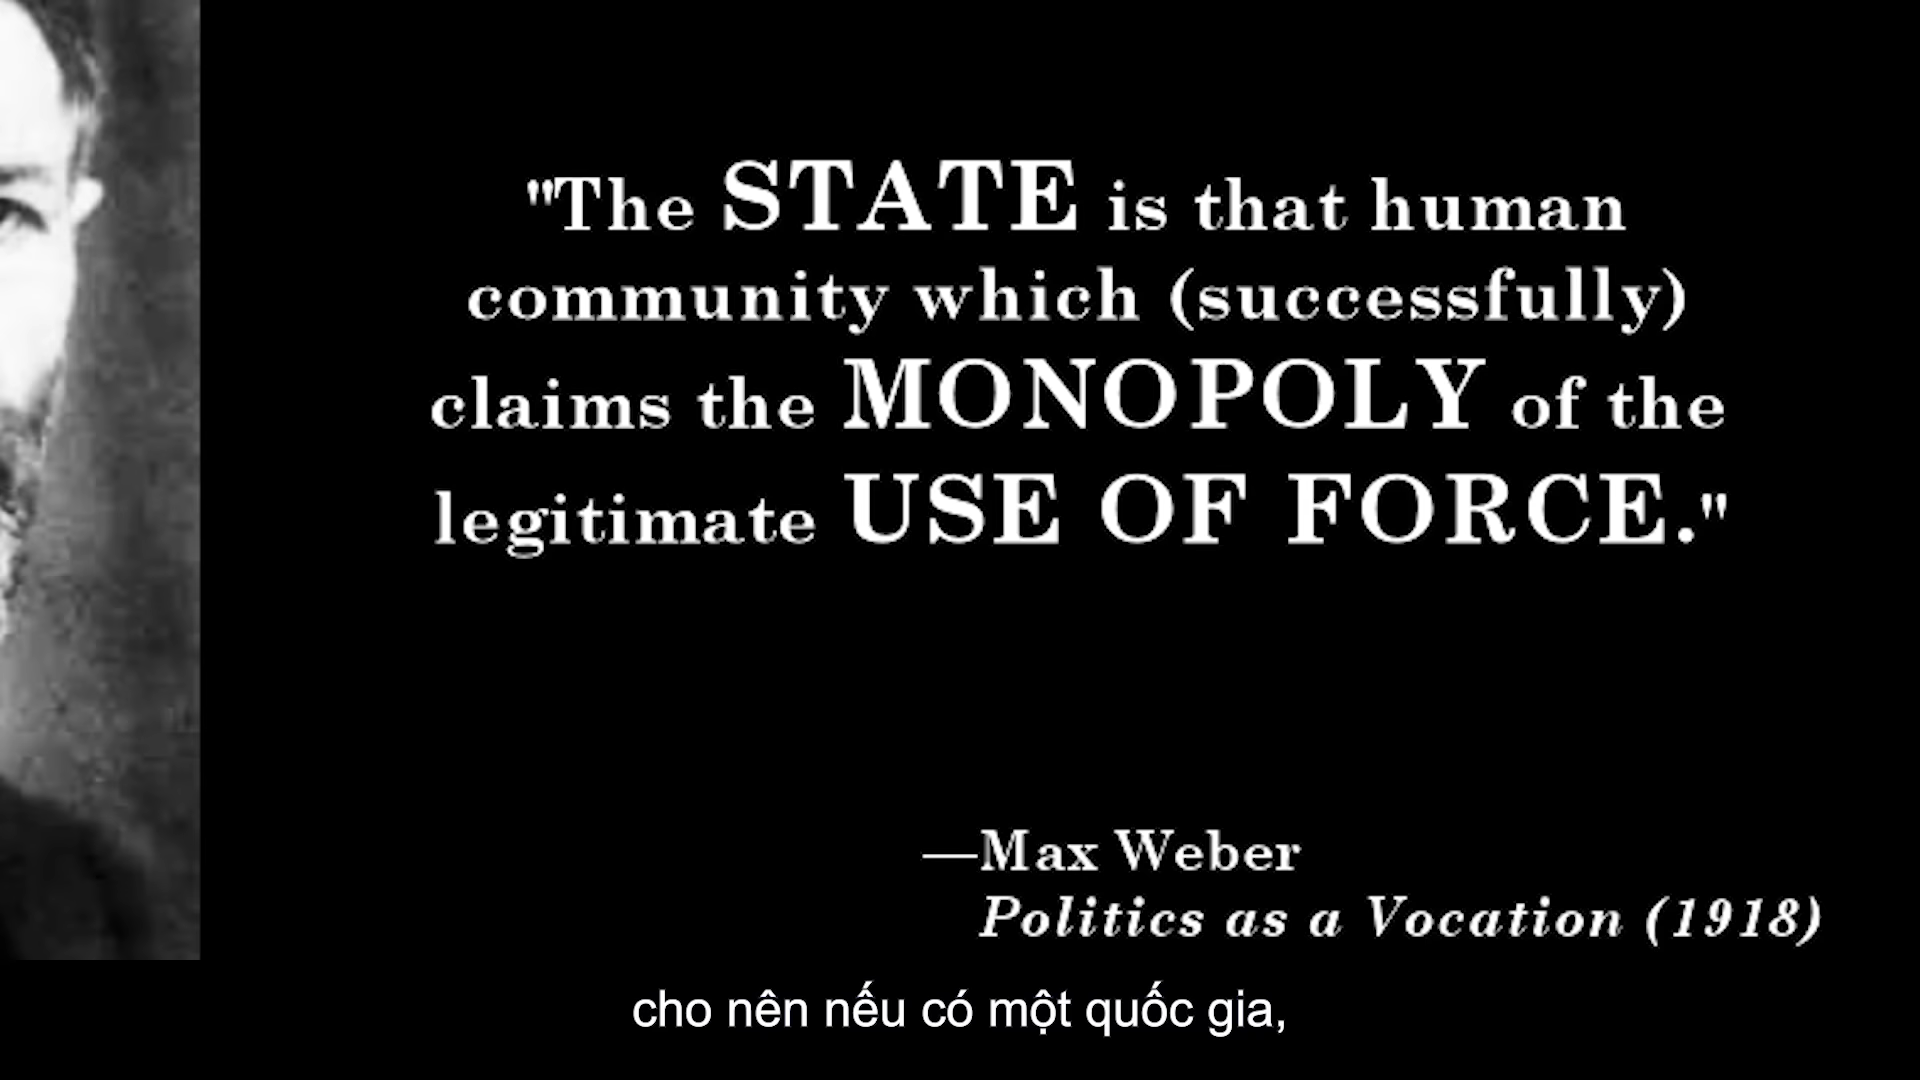 "The STATE is that human
community which (successfully)
claims the MONOPOLY of the
legitimate USE OF FORCE."
—Max Weber
Politics as a Vocation (1918)
cho nên nếu có một quốc gia,